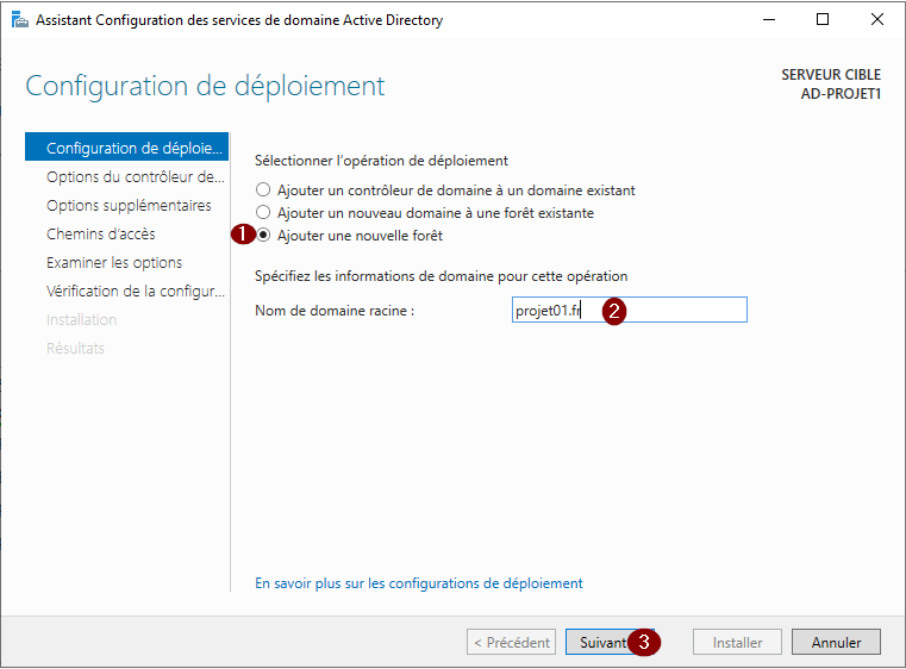 Assistant Configuration des services de domaine Active Directory
Configuration de déploiement
SERVEUR CIBLE
AD-PROJET1
Configuration de déploie...
Options du contrôleur de...
Options supplémentaires
Chemins d'accès
Examiner les options
Vérification de la configur...
Installation
Résultats
Sélectionner l'opération de déploiement
Ajouter un contrôleur de domaine à un domaine existant
Ajouter un nouveau domaine à une forêt existante
1 Ajouter une nouvelle forêt
Spécifiez les informations de domaine pour cette opération
Nom de domaine racine : projet01.fr 2
En savoir plus sur les configurations de déploiement
< Précédent Suivant 3 Installer Annuler